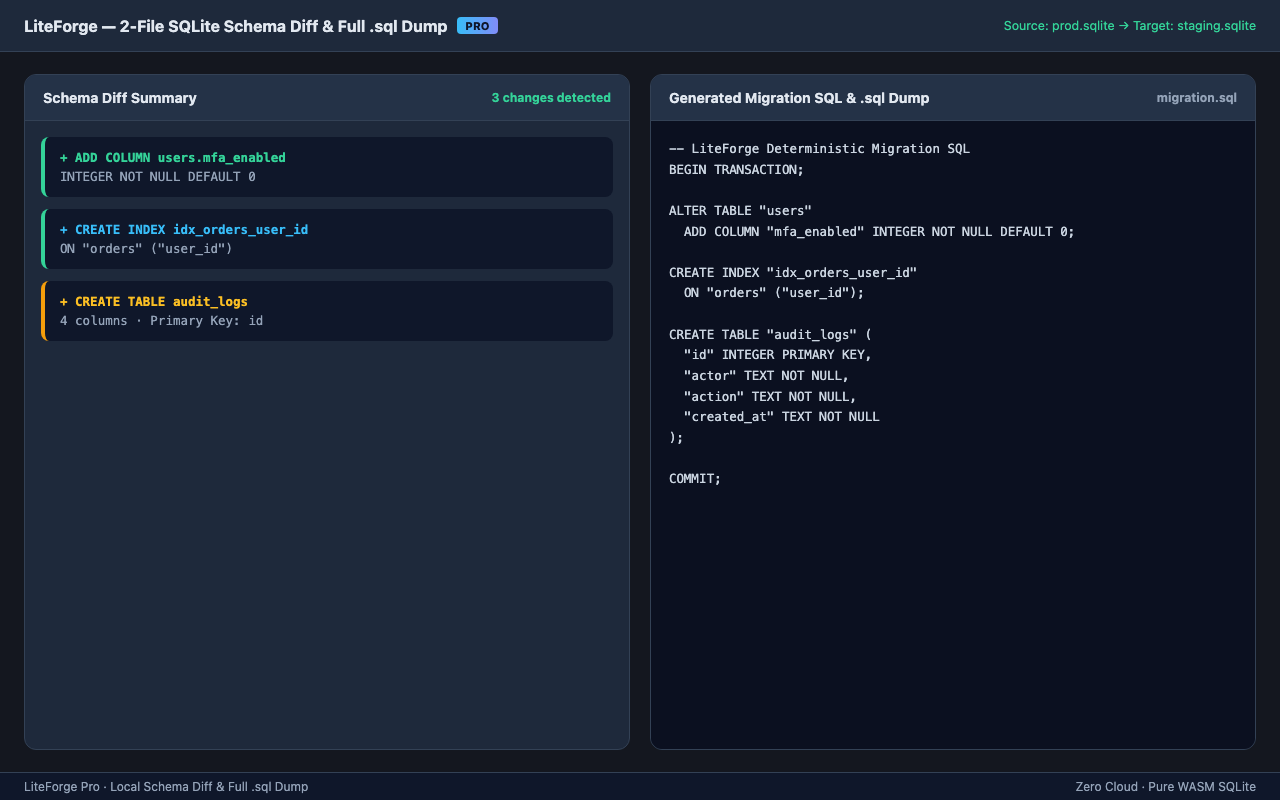 LiteForge — 2-File SQLite Schema Diff & Full .sql Dump PRO
Source: prod.sqlite → Target: staging.sqlite
Schema Diff Summary
3 changes detected
+ ADD COLUMN users.mfa_enabled
INTEGER NOT NULL DEFAULT 0
+ CREATE INDEX idx_orders_user_id
ON "orders" ("user_id")
+ CREATE TABLE audit_logs
4 columns · Primary Key: id
Generated Migration SQL & .sql Dump
migration.sql
-- LiteForge Deterministic Migration SQL
BEGIN TRANSACTION;
ALTER TABLE "users"
  ADD COLUMN "mfa_enabled" INTEGER NOT NULL DEFAULT 0;
CREATE INDEX "idx_orders_user_id"
  ON "orders" ("user_id");
CREATE TABLE "audit_logs" (
  "id" INTEGER PRIMARY KEY,
  "actor" TEXT NOT NULL,
  "action" TEXT NOT NULL,
  "created_at" TEXT NOT NULL
);
COMMIT;
LiteForge Pro · Local Schema Diff & Full .sql Dump
Zero Cloud · Pure WASM SQLite